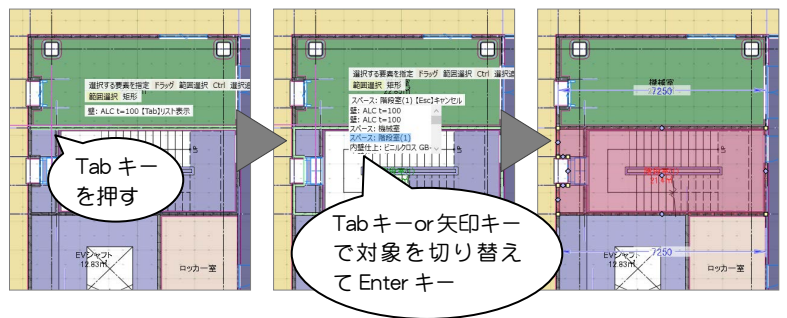 選択する要素を指定 ドラッグ 範囲選択 Ctrl 選択追
範囲選択 矩形
壁: ALC t=100 【Tab】リスト表示
Tab キー
を押す
EVシャフト
12.83㎡
ロッカー室
選択する要素を指定 ドラッグ 範囲選択 Ctrl 選択追
範囲選択 矩形
スペース: 階段室(1) 【Esc】キャンセル
壁: ALC t=100
壁: ALC t=100
スペース: 機械室
スペース: 階段室(1)
内壁仕上: ビニルクロス GB-
Tabキーor矢印キー
で対象を切り替え
て Enter キー
機械室
7250
7250
EVシャフト
12.83㎡
ロッカー室